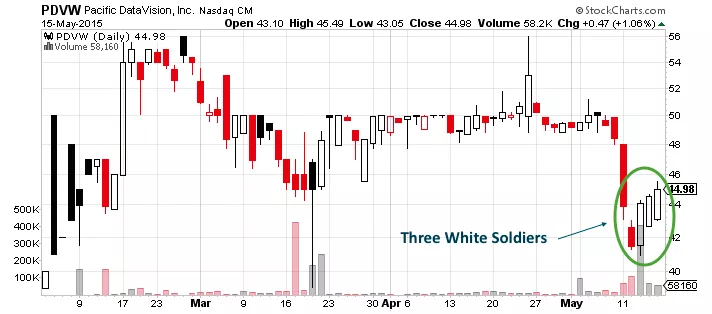 PDVW Pacific DataVision, Inc. Nasdaq CM © StockCharts.com
15-May-2015 Open 43.10 High 45.49 Low 43.05 Close 44.98 Volume 58.2K Chg +0.47 (+1.06%)
PDVW (Daily) 44.98
Volume 58,160
56
54
52
50
48
46
44.98
44
42
40
500K
400K
300K
200K
100K
58160
Three White Soldiers
9 17 23 Mar 9 16 23 Apr 6 13 20 27 May 11